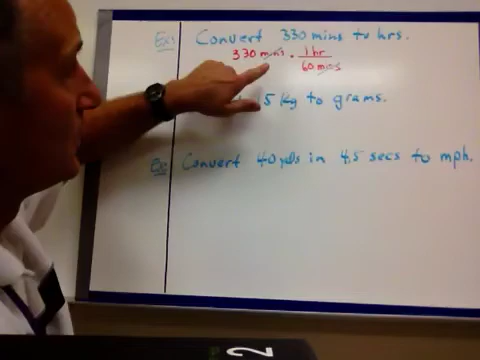 Ex: Convert 330 mins to hrs.
330 mins · 1 hr / 60 mins
5 Kg to grams.
Ex: Convert 40 yds in 4.5 secs to mph.
2